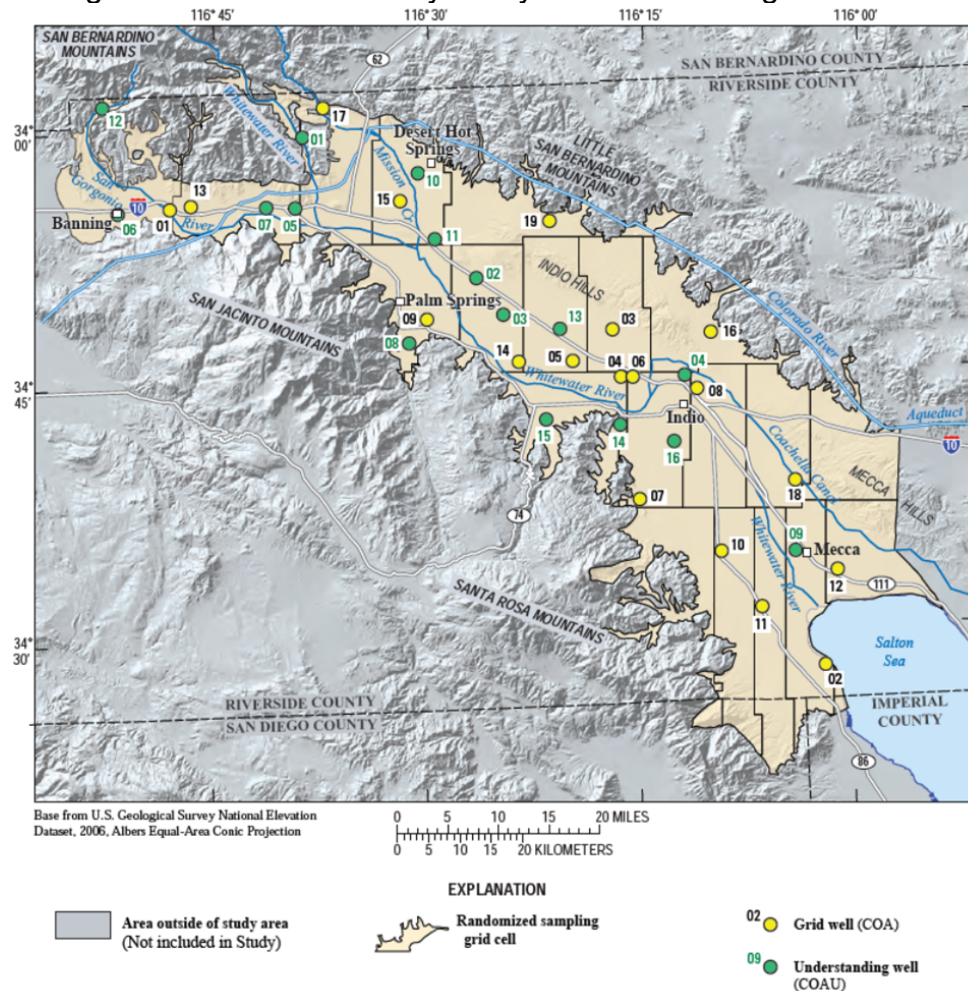 116°45'
116°30'
116°15'
116°00'
SAN BERNARDINO
MOUNTAINS
62
SAN BERNARDINO COUNTY
RIVERSIDE COUNTY
34°
00'
12
Whitewater River
01
17
Desert Hot
Springs
LITTLE
SAN BERNARDINO
MOUNTAINS
Mission Cr
10
San
Gorgonio
River
10
13
15
19
Banning
06
01
07
05
11
02
INDIO HILLS
SAN JACINTO MOUNTAINS
Palm Springs
09
03
13
03
16
Colorado River
08
14
05
04
06
04
08
34°
45'
Whitewater River
Indio
Aqueduct
10
15
14
16
Coachella Canal
MECCA
HILLS
74
07
18
Whitewater River
09
Mecca
10
12
111
SANTA ROSA MOUNTAINS
11
34°
30'
Salton
Sea
02
RIVERSIDE COUNTY
SAN DIEGO COUNTY
IMPERIAL
COUNTY
86
Base from U.S. Geological Survey National Elevation
Dataset, 2006, Albers Equal-Area Conic Projection
0 5 10 15 20 MILES
0 5 10 15 20 KILOMETERS
EXPLANATION
Area outside of study area
(Not included in Study)
Randomized sampling
grid cell
02 Grid well (COA)
09 Understanding well
(COAU)